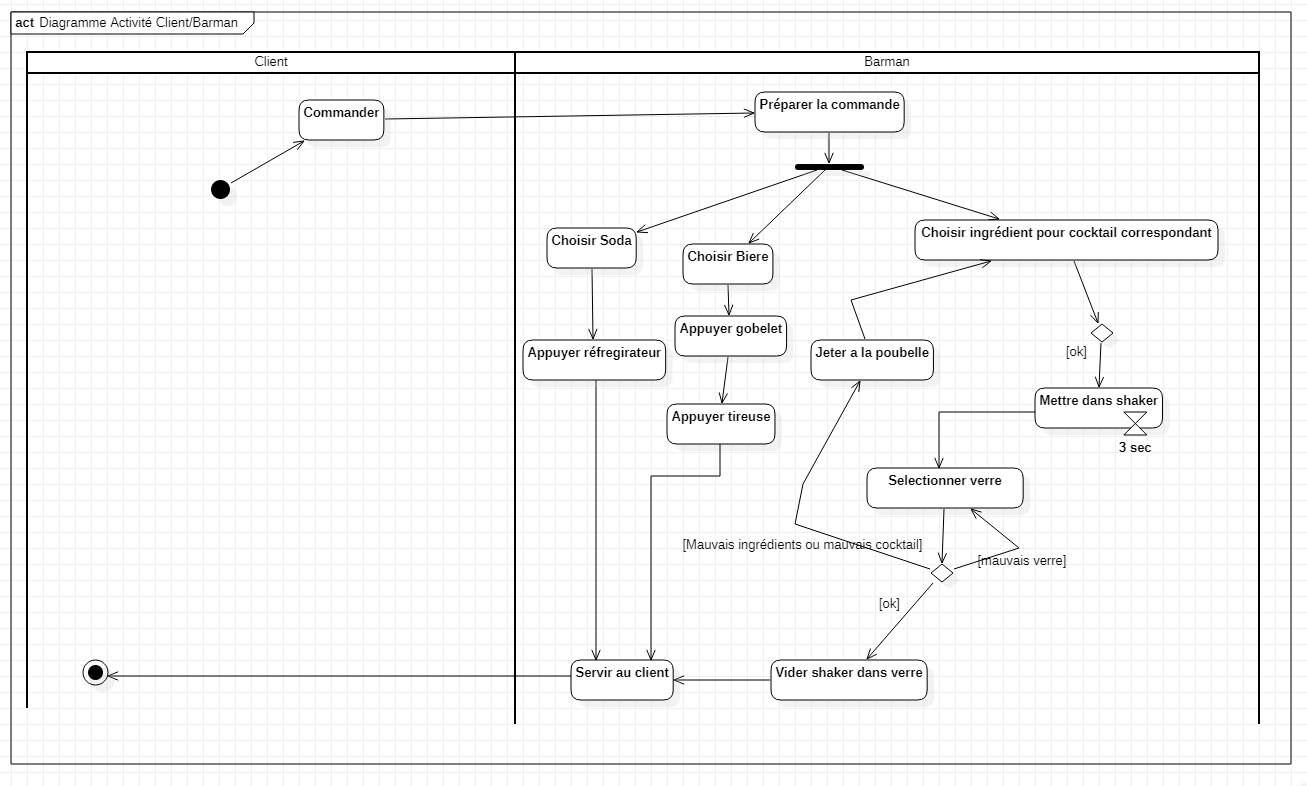 act Diagramme Activité Client/Barman
Client
Barman
Commander
Préparer la commande
Choisir Soda
Choisir Biere
Choisir ingrédient pour cocktail correspondant
Appuyer gobelet
Appuyer réfregirateur
Jeter a la poubelle
[ok]
Mettre dans shaker
Appuyer tireuse
3 sec
Selectionner verre
[Mauvais ingrédients ou mauvais cocktail]
[mauvais verre]
[ok]
Servir au client
Vider shaker dans verre